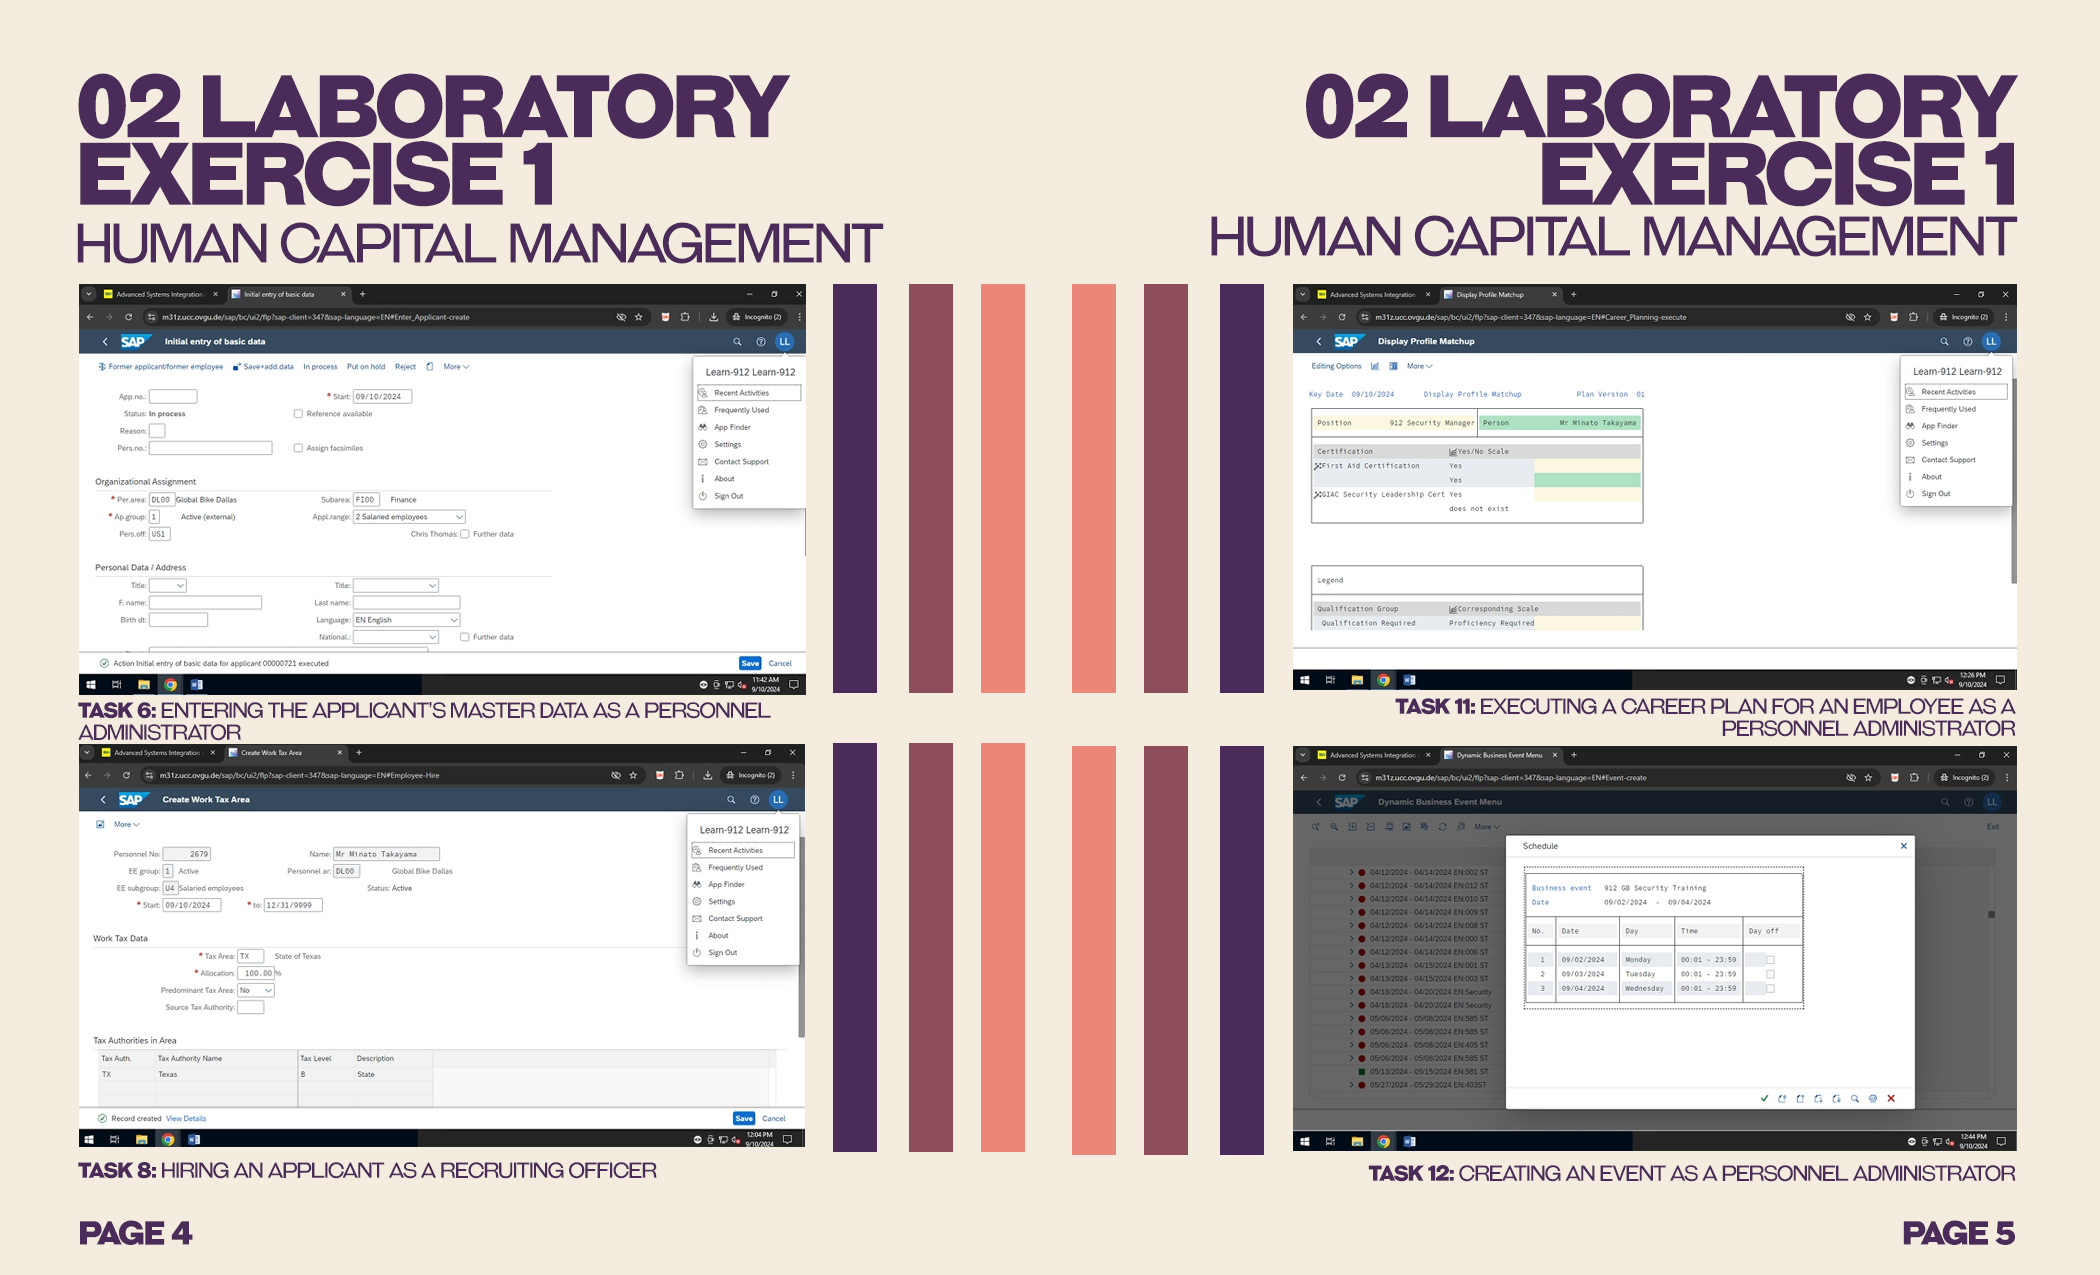 02 LABORATORY
EXERCISE 1
HUMAN CAPITAL MANAGEMENT
Advanced Systems Integration
Initial entry of basic data
m31z.ucc.ovgu.de/sap/bc/ui2/flp?sap-client=347&sap-language=EN#Enter_Applicant-create
Incognito (2)
SAP Initial entry of basic data
LL
Former applicant/former employee Save+add.data In process Put on hold Reject More
Learn-912 Learn-912
Recent Activities
Frequently Used
App Finder
Settings
Contact Support
About
Sign Out
App.no.: * Start: 09/10/2024
Status: In process Reference available
Reason:
Pers.no.: Assign facsimiles
Organizational Assignment
* Per.area: DL00 Global Bike Dallas Subarea: FI00 Finance
* Ap.group: 1 Active (external) Appl.range: 2 Salaried employees
Pers.off: US1 Chris Thomas: Further data
Personal Data / Address
Title: Title:
F. name: Last name:
Birth dt: Language: EN English
National.: Further data
Action Initial entry of basic data for applicant 00000721 executed
Save Cancel
11:42 AM
9/10/2024
TASK 6: ENTERING THE APPLICANT'S MASTER DATA AS A PERSONNEL
ADMINISTRATOR
Advanced Systems Integration
Create Work Tax Area
m31z.ucc.ovgu.de/sap/bc/ui2/flp?sap-client=347&sap-language=EN#Employee-Hire
Incognito (2)
SAP Create Work Tax Area
LL
More
Learn-912 Learn-912
Recent Activities
Frequently Used
App Finder
Settings
Contact Support
About
Sign Out
Personnel No: 2679 Name: Mr Minato Takayama
EE group: 1 Active Personnel ar: DL00 Global Bike Dallas
EE subgroup: U4 Salaried employees Status: Active
* Start: 09/10/2024 * to: 12/31/9999
Work Tax Data
* Tax Area: TX State of Texas
* Allocation: 100.00 %
Predominant Tax Area: No
Source Tax Authority:
Tax Authorities in Area
Tax Auth. Tax Authority Name Tax Level Description
TX Texas B State
Record created View Details
Save Cancel
12:04 PM
9/10/2024
TASK 8: HIRING AN APPLICANT AS A RECRUITING OFFICER
PAGE 4
02 LABORATORY
EXERCISE 1
HUMAN CAPITAL MANAGEMENT
Advanced Systems Integration
Display Profile Matchup
m31z.ucc.ovgu.de/sap/bc/ui2/flp?sap-client=347&sap-language=EN#Career_Planning-execute
Incognito (2)
SAP Display Profile Matchup
LL
Editing Options More
Learn-912 Learn-912
Recent Activities
Frequently Used
App Finder
Settings
Contact Support
About
Sign Out
Key Date 09/10/2024 Display Profile Matchup Plan Version 01
Position 912 Security Manager Person Mr Minato Takayama
Certification Yes/No Scale
First Aid Certification Yes
Yes
GIAC Security Leadership Cert Yes
does not exist
Legend
Qualification Group Corresponding Scale
Qualification Required Proficiency Required
12:26 PM
9/10/2024
TASK 11: EXECUTING A CAREER PLAN FOR AN EMPLOYEE AS A
PERSONNEL ADMINISTRATOR
Advanced Systems Integration
Dynamic Business Event Menu
m31z.ucc.ovgu.de/sap/bc/ui2/flp?sap-client=347&sap-language=EN#Event-create
Incognito (2)
SAP Dynamic Business Event Menu
LL
More Exit
04/12/2024 - 04/14/2024 EN:002 ST
04/12/2024 - 04/14/2024 EN:012 ST
04/12/2024 - 04/14/2024 EN:010 ST
04/12/2024 - 04/14/2024 EN:009 ST
04/12/2024 - 04/14/2024 EN:008 ST
04/12/2024 - 04/14/2024 EN:000 ST
04/12/2024 - 04/14/2024 EN:006 ST
04/13/2024 - 04/15/2024 EN:001 ST
04/13/2024 - 04/15/2024 EN:003 ST
04/18/2024 - 04/20/2024 EN:Security
04/18/2024 - 04/20/2024 EN:Security
05/06/2024 - 05/08/2024 EN:585 ST
05/06/2024 - 05/08/2024 EN:585 ST
05/06/2024 - 05/08/2024 EN:405 ST
05/06/2024 - 05/08/2024 EN:585 ST
05/13/2024 - 05/15/2024 EN:581 ST
05/27/2024 - 05/29/2024 EN:403ST
Schedule
Business event 912 GB Security Training
Date 09/02/2024 - 09/04/2024
No. Date Day Time Day off
1 09/02/2024 Monday 00:01 - 23:59
2 09/03/2024 Tuesday 00:01 - 23:59
3 09/04/2024 Wednesday 00:01 - 23:59
12:44 PM
9/10/2024
TASK 12: CREATING AN EVENT AS A PERSONNEL ADMINISTRATOR
PAGE 5